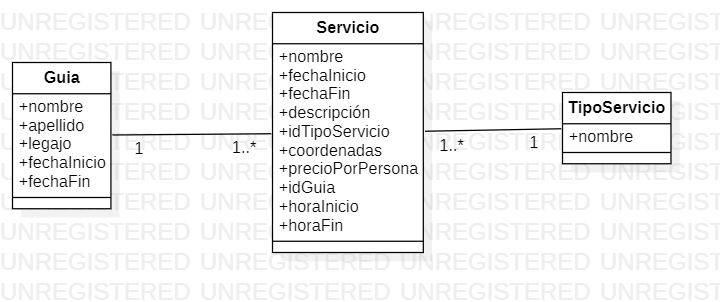 Guia
+nombre
+apellido
+legajo
+fechaInicio
+fechaFin
1
1..*
Servicio
+nombre
+fechaInicio
+fechaFin
+descripción
+idTipoServicio
+coordenadas
+precioPorPersona
+idGuia
+horaInicio
+horaFin
1..*
1
TipoServicio
+nombre
UNREGISTERED UNREGISTERED UNREGISTERED UNREGISTERED